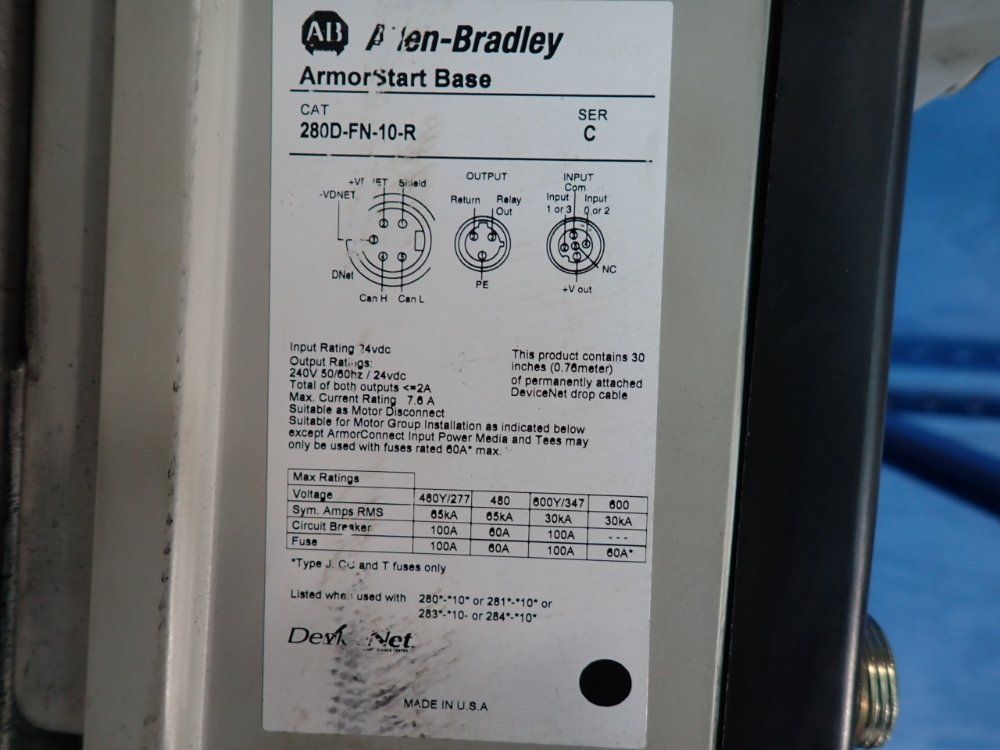 AB Allen-Bradley
ArmorStart Base
CAT
SER
280D-FN-10-R
C
OUTPUT
INPUT
Shield
-VDNET
Return
Relay
Out
Com
Input
1 or 3
Input
0 or 2
DNet
Can H
Can L
PE
NC
+V out
Input Rating 24vdc
Output Ratings:
240V 50/60hz / 24vdc
Total of both outputs <=2A
Max. Current Rating 7.6 A
Suitable as Motor Disconnect
Suitable for Motor Group Installation as indicated below
except ArmorConnect Input Power Media and Tees may
only be used with fuses rated 60A* max.
This product contains 30
inches (0.76meter)
of permanently attached
DeviceNet drop cable
Max Ratings
Voltage 480Y/277 480 600Y/347 600
Sym. Amps RMS 65kA 65kA 30kA 30kA
Circuit Breaker 100A 60A 100A ---
Fuse 100A 60A 100A 60A*
*Type J, CC and T fuses only
Listed when used with 280*-*10* or 281*-*10* or
283*-*10- or 284*-*10*
DeviceNet
MADE IN U.S.A